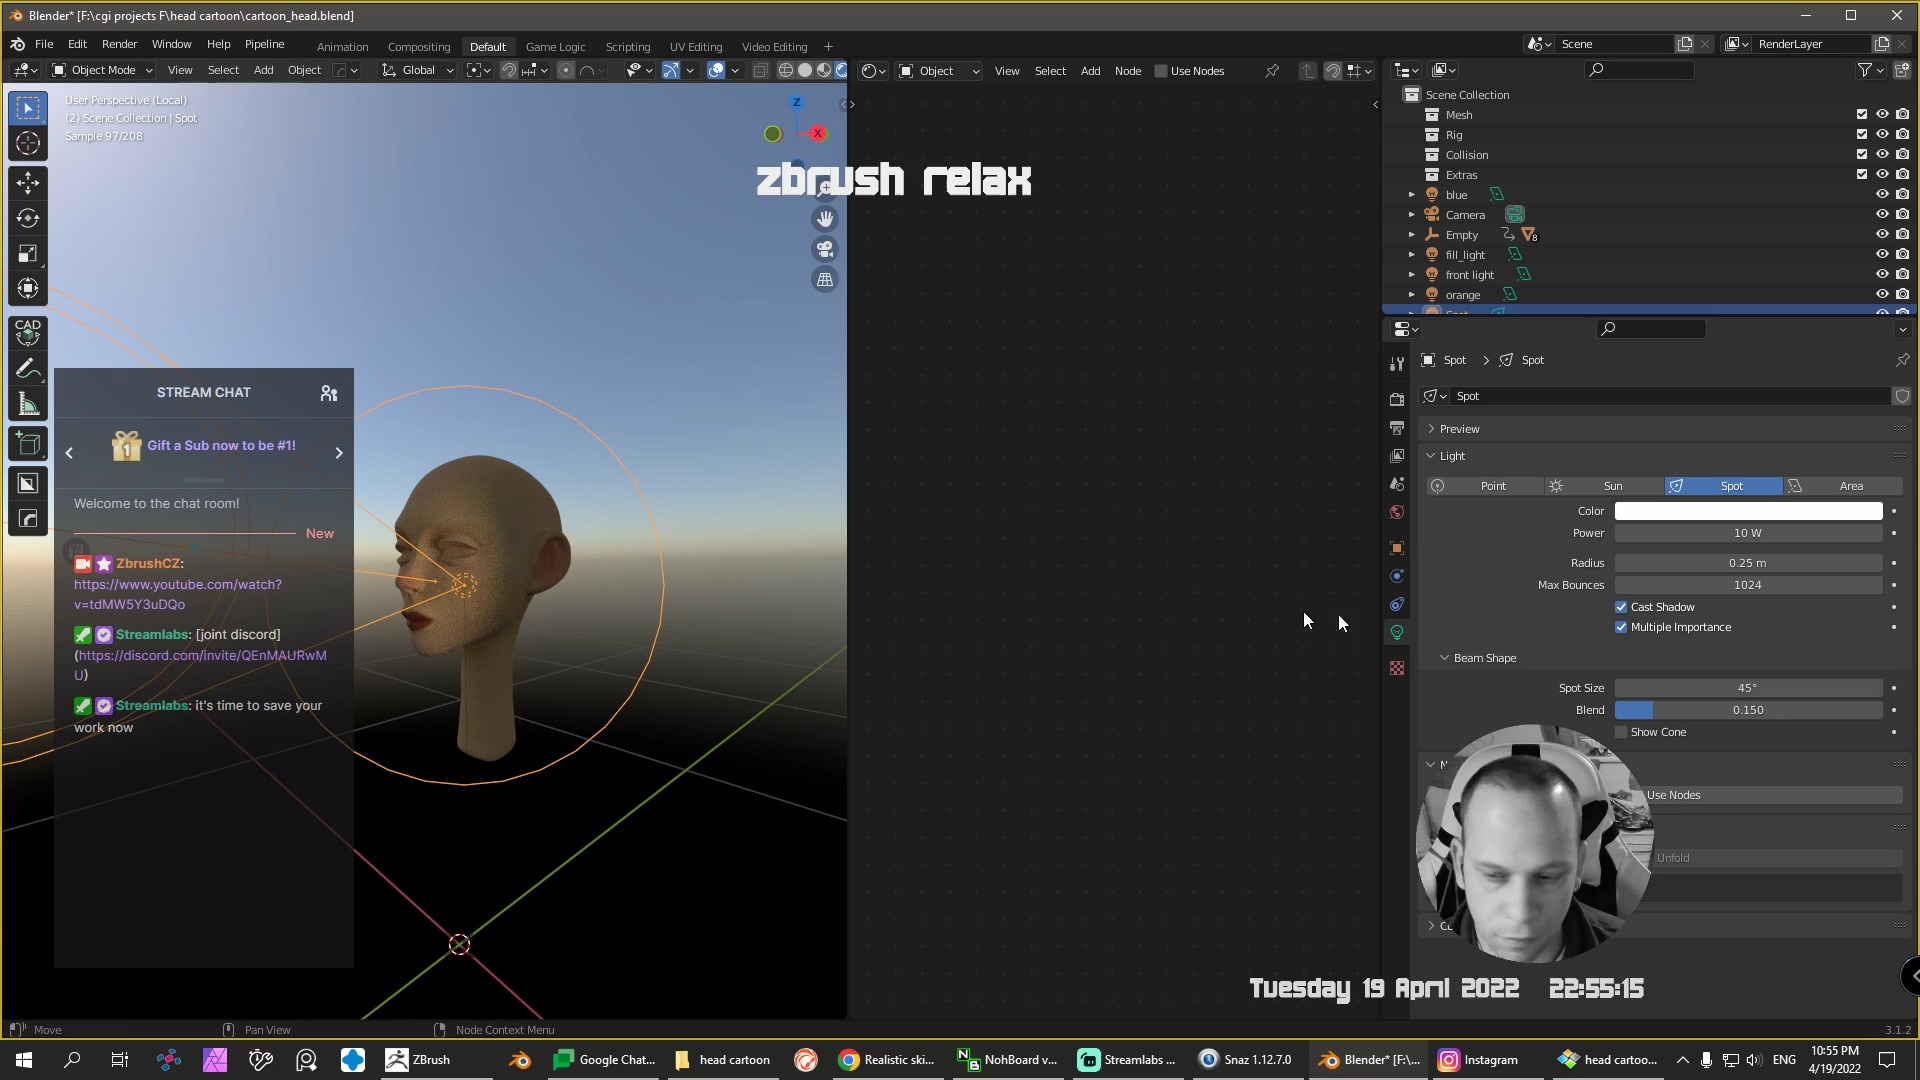 Blender* [F:\cgi projects F\head cartoon\cartoon_head.blend]
File Edit Render Window Help Pipeline Animation Compositing Default Game Logic Scripting UV Editing Video Editing +
Scene RenderLayer
Object Mode View Select Add Object Global
Object View Select Add Node Use Nodes
User Perspective (Local)
(2) Scene Collection | Spot
Sample 97/208
Z
X
zbrush relax
CAD
STREAM CHAT
1
Gift a Sub now to be #1!
Welcome to the chat room!
New
ZbrushCZ:
https://www.youtube.com/watch?
v=tdMW5Y3uDQo
Streamlabs: [joint discord]
(https://discord.com/invite/QEnMAURwM
U)
Streamlabs: it's time to save your
work now
Scene Collection
Mesh
Rig
Collision
Extras
blue
Camera
Empty 8
fill_light
front light
orange
Spot
Spot > Spot
Spot
Preview
Light
Point Sun Spot Area
Color
Power 10 W
Radius 0.25 m
Max Bounces 1024
Cast Shadow
Multiple Importance
Beam Shape
Spot Size 45°
Blend 0.150
Show Cone
Use Nodes
Unfold
Tuesday 19 April 2022 22:55:15
Move Pan View Node Context Menu 3.1.2
ZBrush Google Chat... head cartoon Realistic ski... NohBoard v... Streamlabs ... Snaz 1.12.7.0 Blender* [F:\... Instagram head cartoo... ENG
10:55 PM
4/19/2022